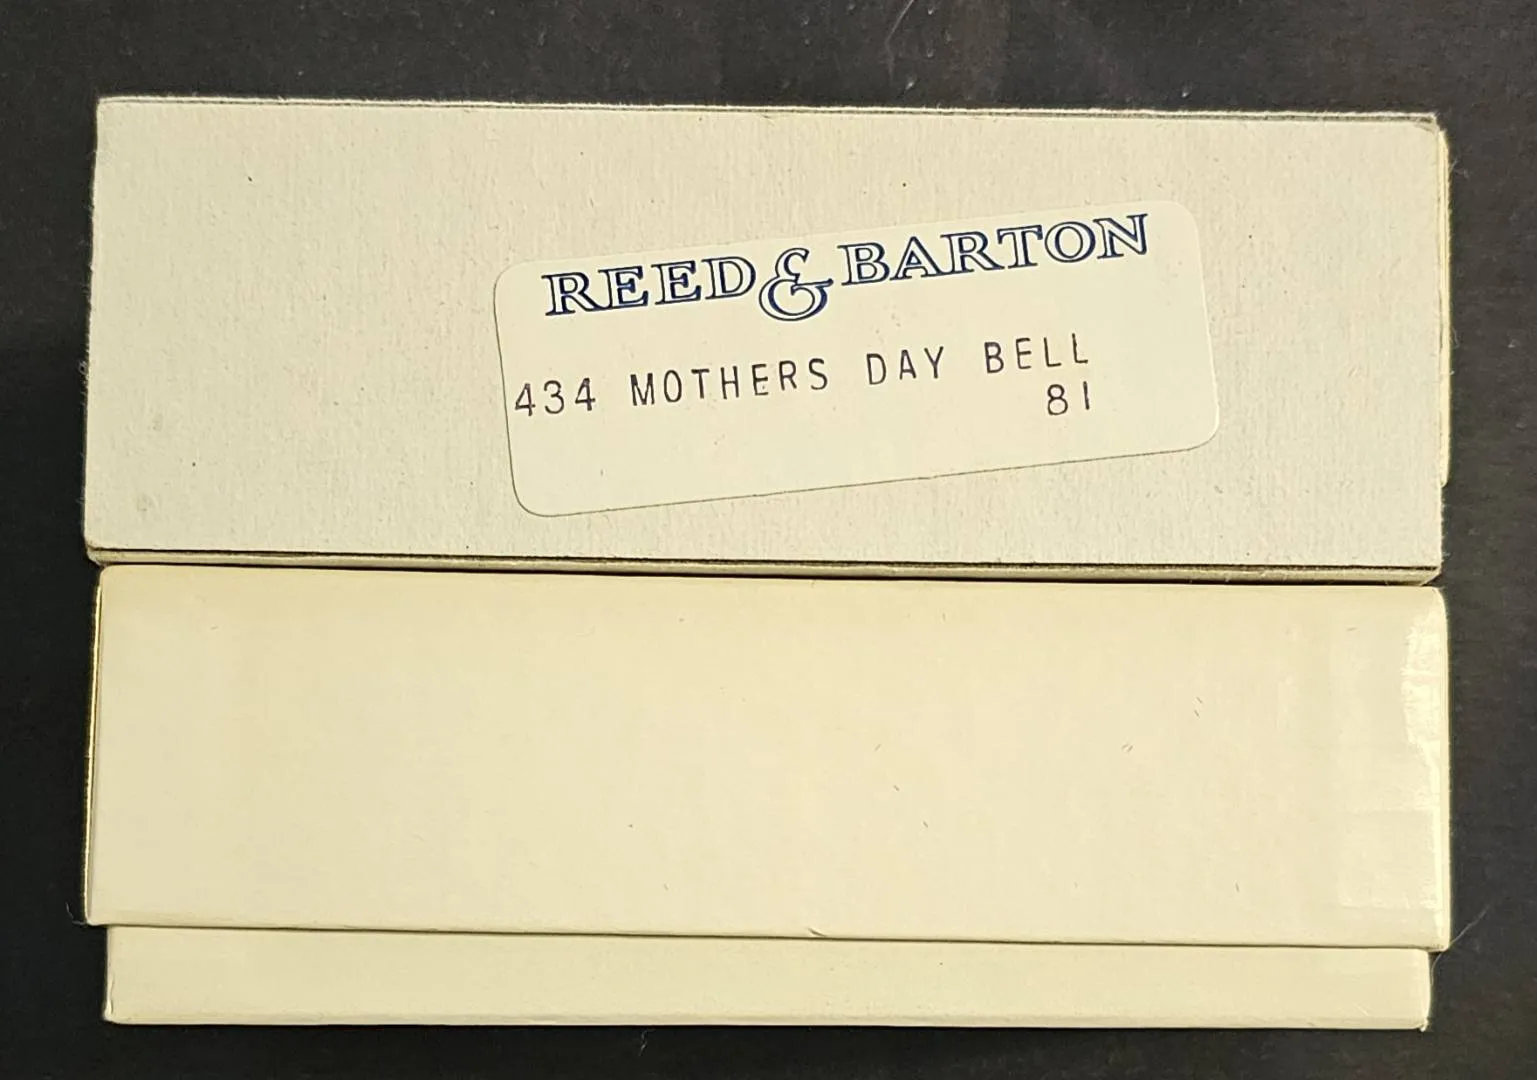 REED & BARTON
434 MOTHERS DAY BELL
81